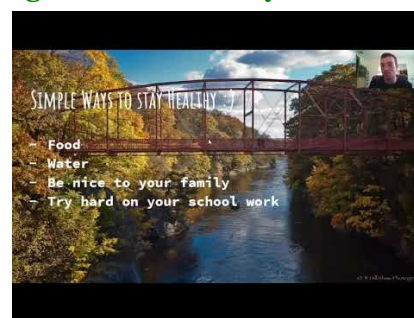 Simple Ways to stay Healthy :)
- Food
- Water
- Be nice to your family
- Try hard on your school work